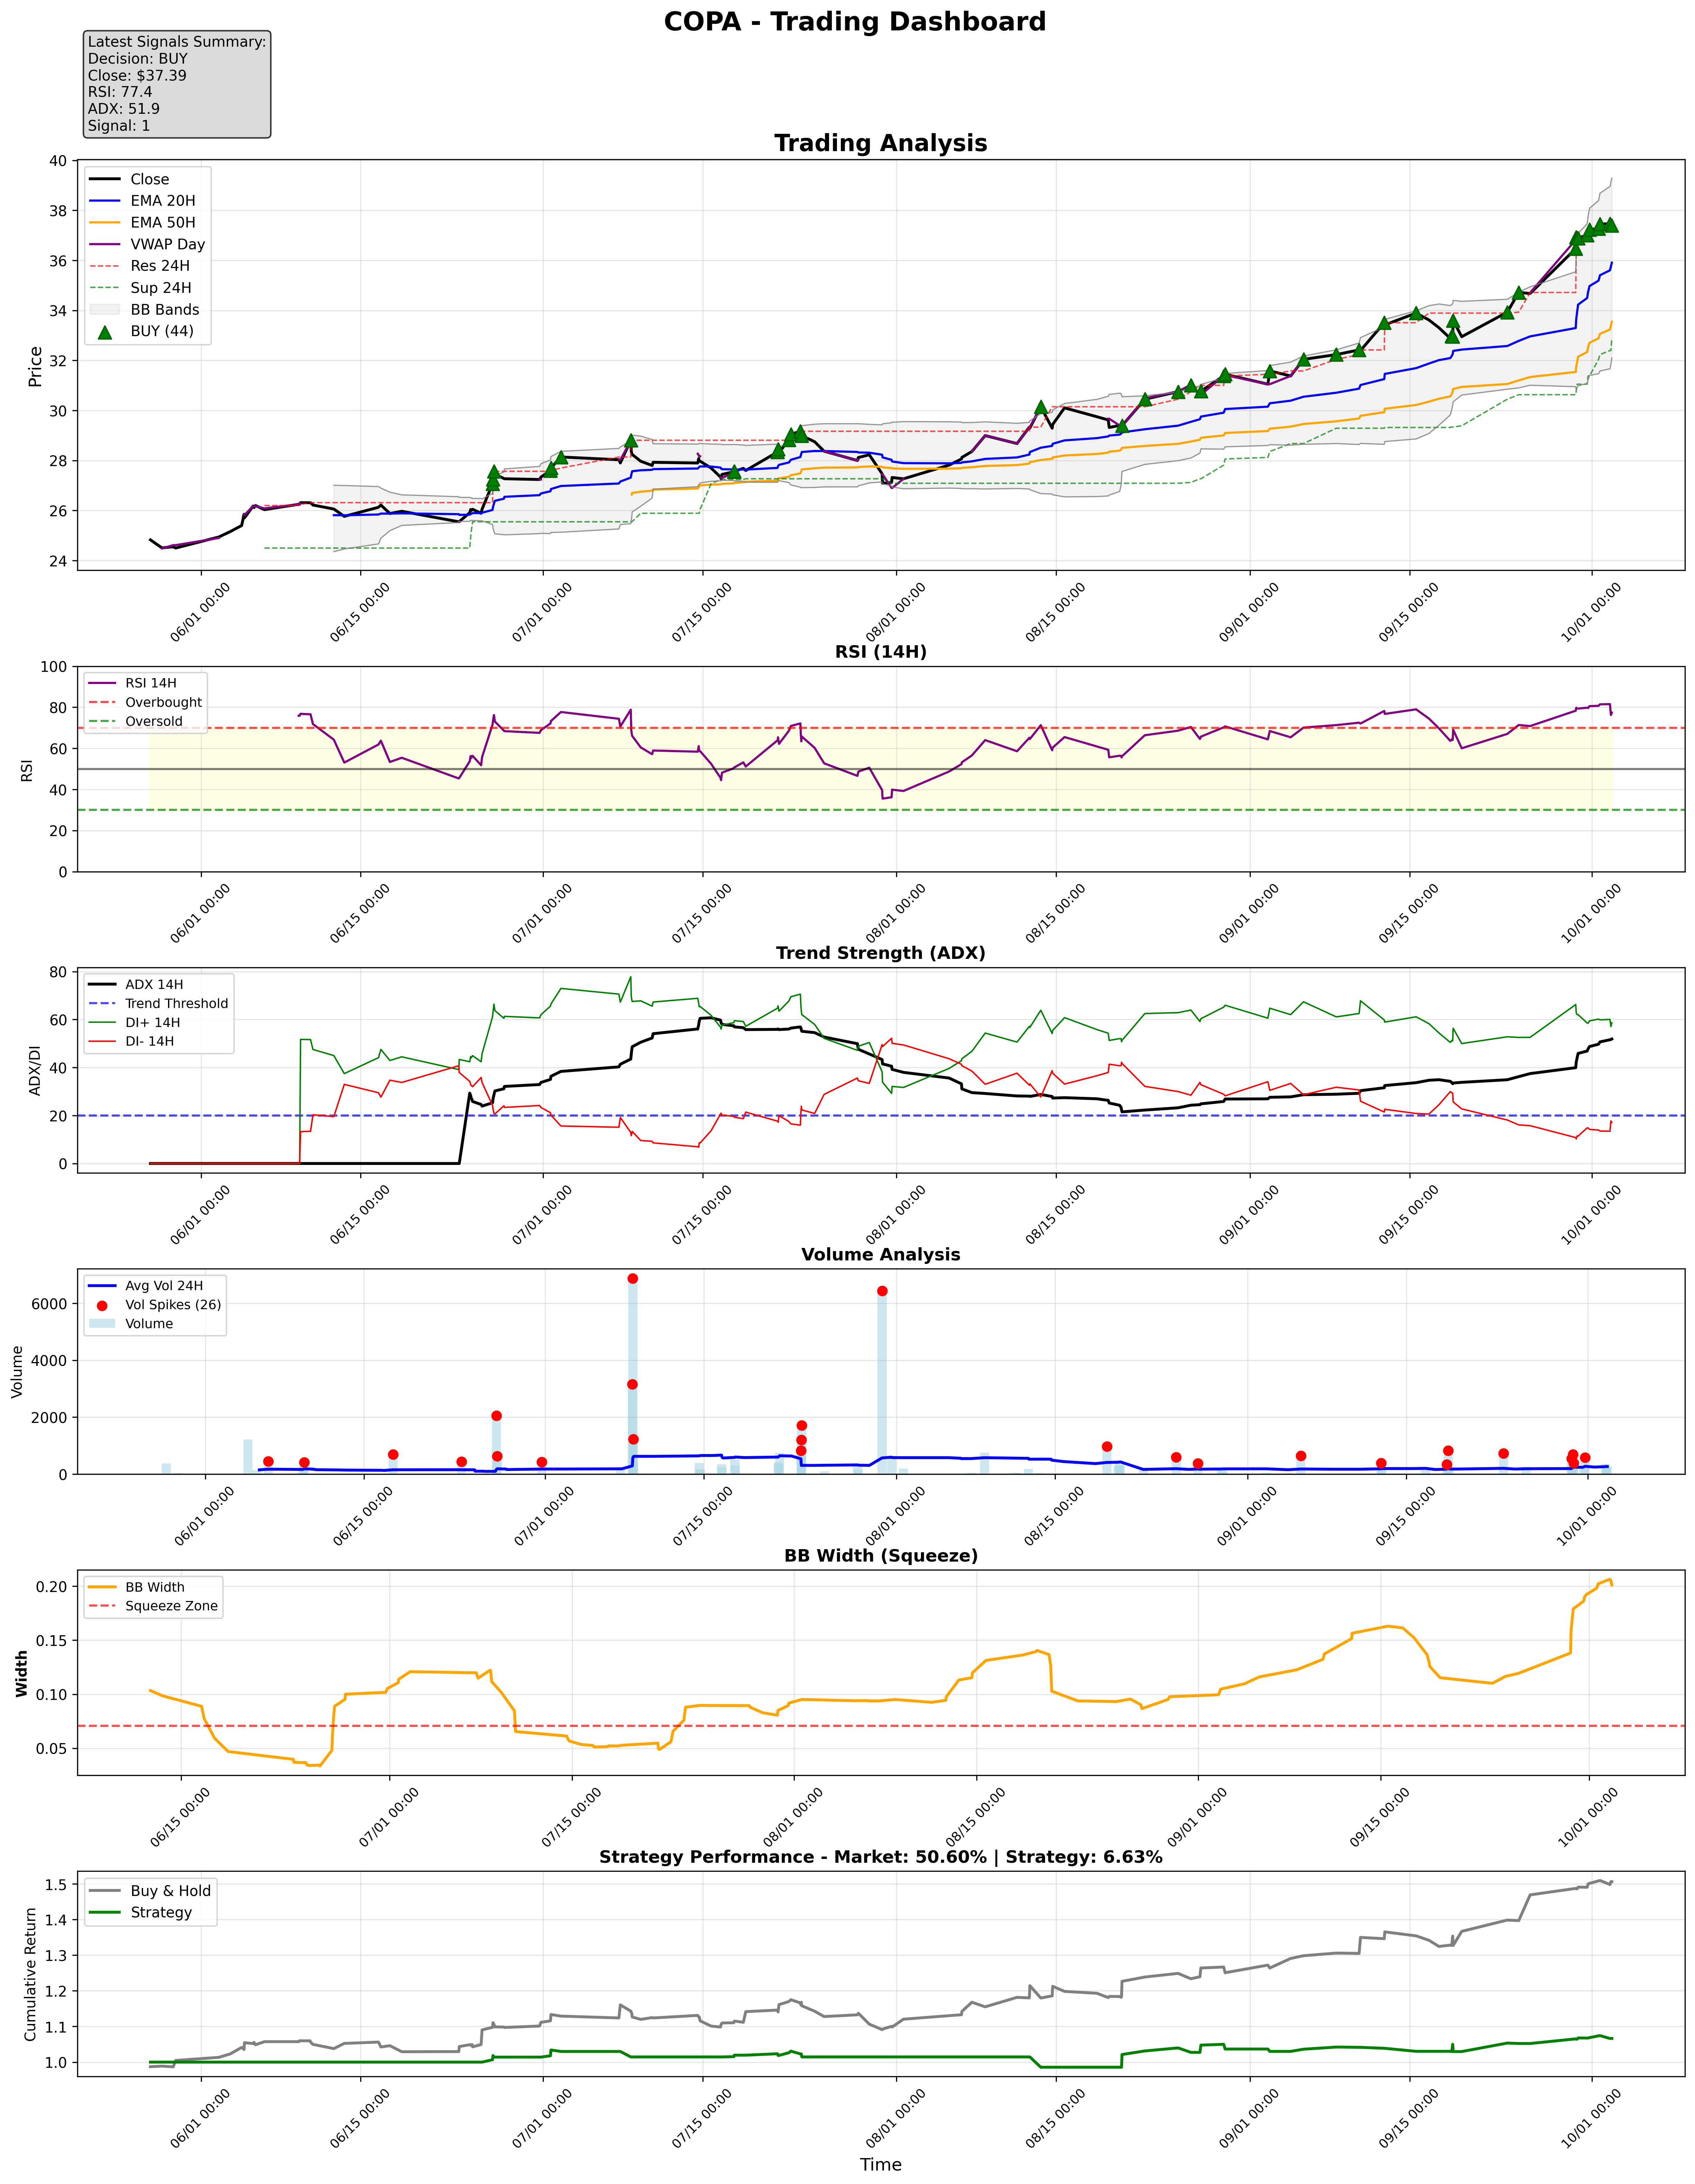 COPA - Trading Dashboard
Latest Signals Summary:
Decision: BUY
Close: $37.39
RSI: 77.4
ADX: 51.9
Signal: 1
Trading Analysis
Price
40
38
36
34
32
30
28
26
24
Close
EMA 20H
EMA 50H
VWAP Day
Res 24H
Sup 24H
BB Bands
BUY (44)
06/01 00:00
06/15 00:00
07/01 00:00
07/15 00:00
08/01 00:00
08/15 00:00
09/01 00:00
09/15 00:00
10/01 00:00
RSI (14H)
RSI
100
80
60
40
20
0
RSI 14H
Overbought
Oversold
06/01 00:00
06/15 00:00
07/01 00:00
07/15 00:00
08/01 00:00
08/15 00:00
09/01 00:00
09/15 00:00
10/01 00:00
Trend Strength (ADX)
ADX/DI
80
60
40
20
0
ADX 14H
Trend Threshold
DI+ 14H
DI- 14H
06/01 00:00
06/15 00:00
07/01 00:00
07/15 00:00
08/01 00:00
08/15 00:00
09/01 00:00
09/15 00:00
10/01 00:00
Volume Analysis
Volume
6000
4000
2000
0
Avg Vol 24H
Vol Spikes (26)
Volume
06/01 00:00
06/15 00:00
07/01 00:00
07/15 00:00
08/01 00:00
08/15 00:00
09/01 00:00
09/15 00:00
10/01 00:00
BB Width (Squeeze)
Width
0.20
0.15
0.10
0.05
BB Width
Squeeze Zone
06/15 00:00
07/01 00:00
07/15 00:00
08/01 00:00
08/15 00:00
09/01 00:00
09/15 00:00
10/01 00:00
Strategy Performance - Market: 50.60% | Strategy: 6.63%
Cumulative Return
1.5
1.4
1.3
1.2
1.1
1.0
Buy & Hold
Strategy
06/01 00:00
06/15 00:00
07/01 00:00
07/15 00:00
08/01 00:00
08/15 00:00
09/01 00:00
09/15 00:00
10/01 00:00
Time